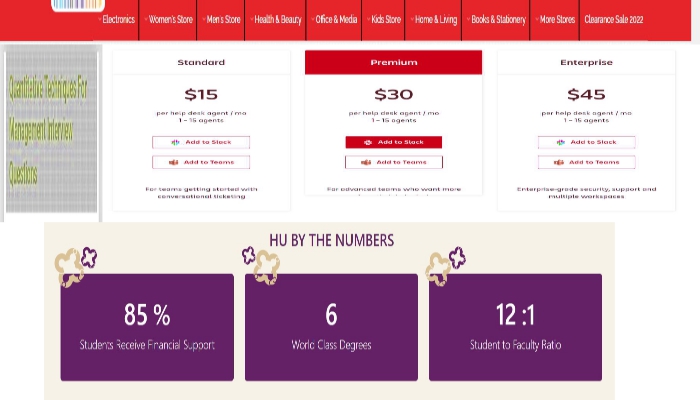 Electronics Women's Store Men's Store Health & Beauty Office & Media Kids Store Home & Living Books & Stationery More Stores Clearance Sale 2022
Quantitative Techniques For
Management Interview
Questions
Standard
$15
per help desk agent / mo
1 - 15 agents
Add to Slack
Add to Teams
For teams getting started with
conversational ticketing
Premium
$30
per help desk agent / mo
1 - 15 agents
Add to Slack
Add to Teams
For advanced teams who want more
Enterprise
$45
per help desk agent / mo
1 - 15 agents
Add to Slack
Add to Teams
Enterprise-grade security, support and
multiple workspaces
HU BY THE NUMBERS
85 %
Students Receive Financial Support
6
World Class Degrees
12 :1
Student to Faculty Ratio